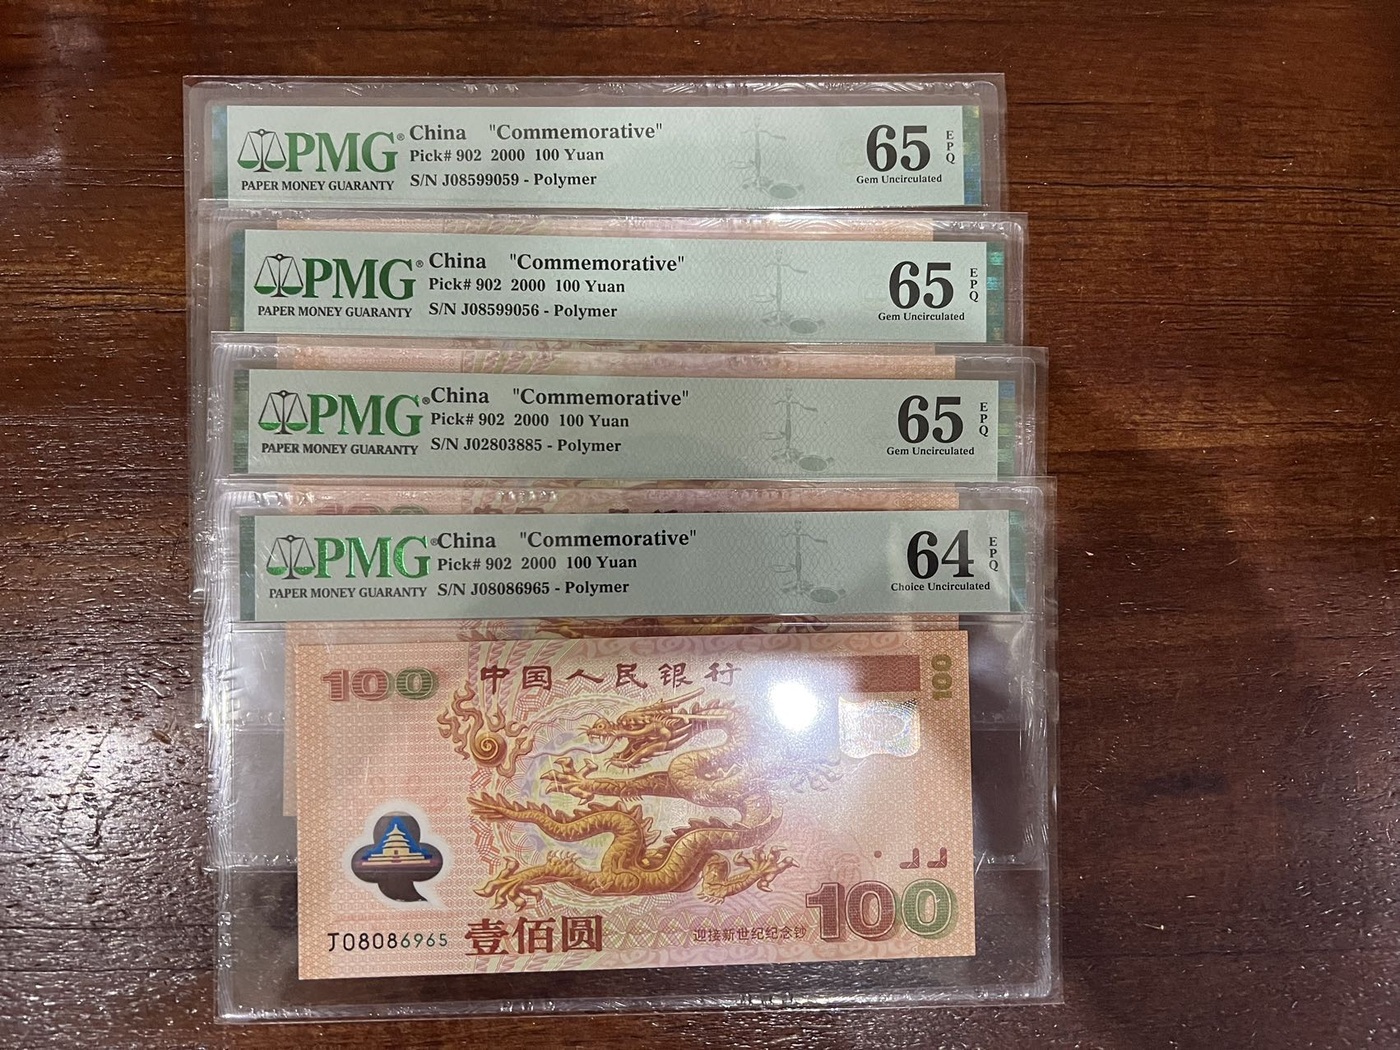 PMG®
PAPER MONEY GUARANTY
China "Commemorative"
Pick# 902 2000 100 Yuan
S/N J08599059 - Polymer
65
EPQ
Gem Uncirculated
PMG®
PAPER MONEY GUARANTY
China "Commemorative"
Pick# 902 2000 100 Yuan
S/N J08599056 - Polymer
65
EPQ
Gem Uncirculated
PMG®
PAPER MONEY GUARANTY
China "Commemorative"
Pick# 902 2000 100 Yuan
S/N J02803885 - Polymer
65
EPQ
Gem Uncirculated
PMG®
PAPER MONEY GUARANTY
China "Commemorative"
Pick# 902 2000 100 Yuan
S/N J08086965 - Polymer
64
EPQ
Choice Uncirculated
100 中国人民银行 100
J08086965 壹佰圆 迎接新世纪纪念钞 100